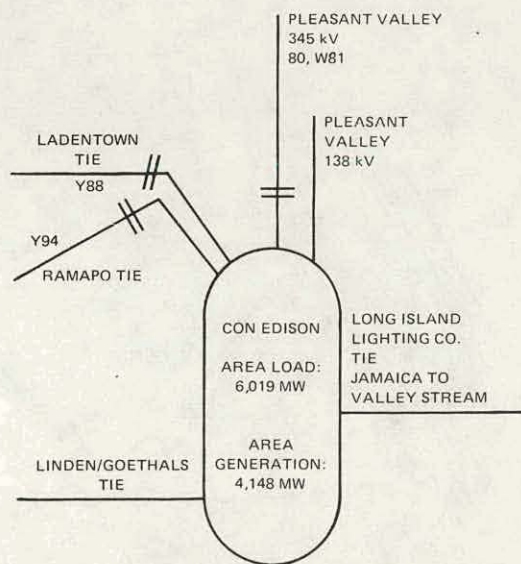 PLEASANT VALLEY
345 kV
80, W81
PLEASANT
VALLEY
138 kV
LADENTOWN
TIE
Y88
Y94
RAMAPO TIE
CON EDISON
AREA LOAD:
6,019 MW
AREA
GENERATION:
4,148 MW
LONG ISLAND
LIGHTING CO.
TIE
JAMAICA TO
VALLEY STREAM
LINDEN/GOETHALS
TIE